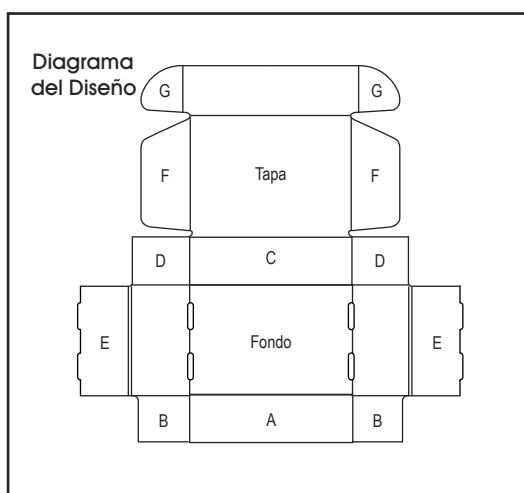 Diagrama
del Diseño
G G
F Tapa F
D C D
E Fondo E
B A B